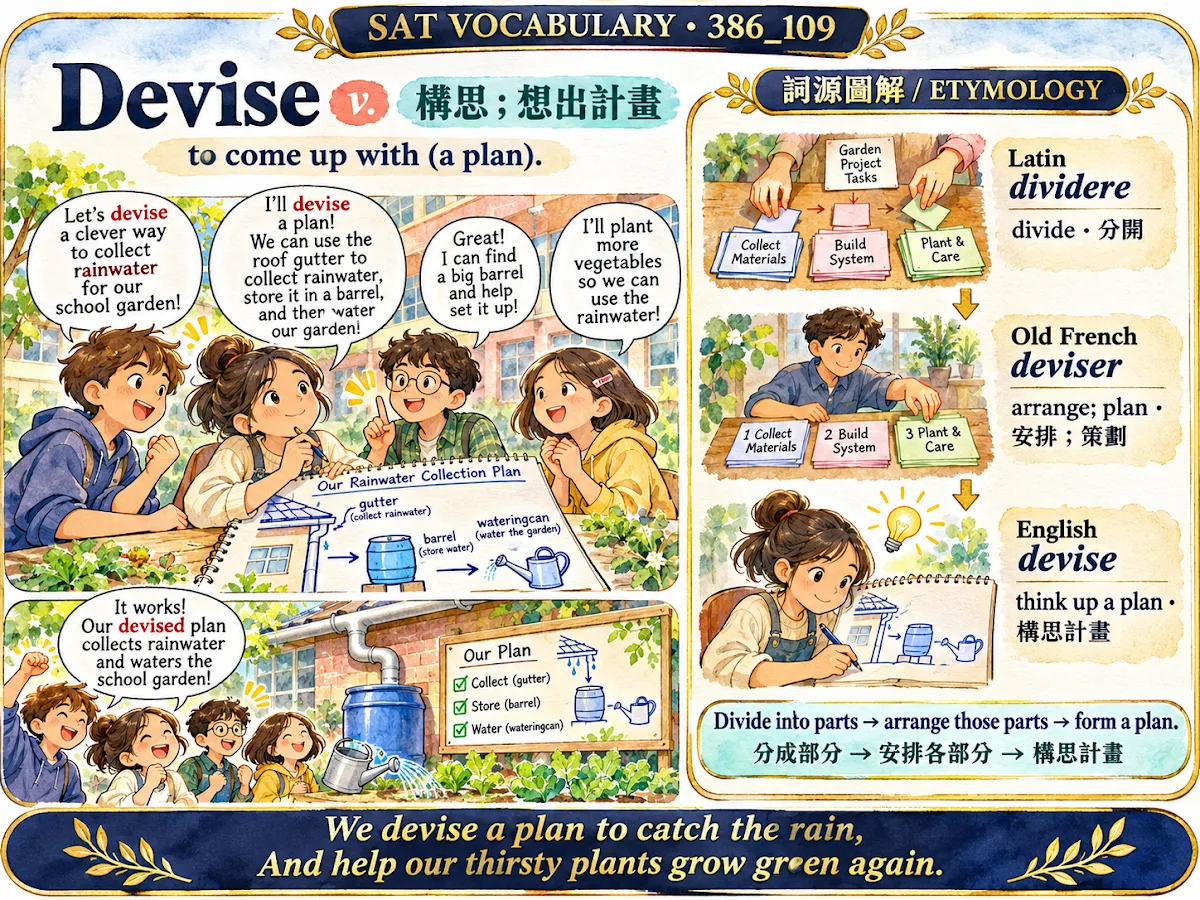 SAT VOCABULARY • 386_109
Devise v. 構思；想出計畫
to come up with (a plan).
Let's devise
a clever way
to collect
rainwater
for our
school garden!
I'll devise
a plan!
We can use the
roof gutter to
collect rainwater,
store it in a barrel,
and then water
our garden!
Great!
I can find
a big barrel
and help
set it up!
I'll plant
more
vegetables
so we can
use the
rainwater!
Our Rainwater Collection Plan
gutter
(collect rainwater)
barrel
(store water)
wateringcan
(water the garden)
It works!
Our devised plan
collects rainwater
and waters the
school garden!
Our Plan
Collect (gutter)
Store (barrel)
Water (wateringcan)
詞源圖解 / ETYMOLOGY
Garden
Project
Tasks
Collect
Materials
Build
System
Plant &
Care
Latin
dividere
divide • 分開
1 Collect
Materials
2 Build
System
3 Plant &
Care
Old French
deviser
arrange; plan •
安排；策劃
English
devise
think up a plan •
構思計畫
Divide into parts → arrange those parts → form a plan.
分成部分 → 安排各部分 → 構思計畫
We devise a plan to catch the rain,
And help our thirsty plants grow green again.